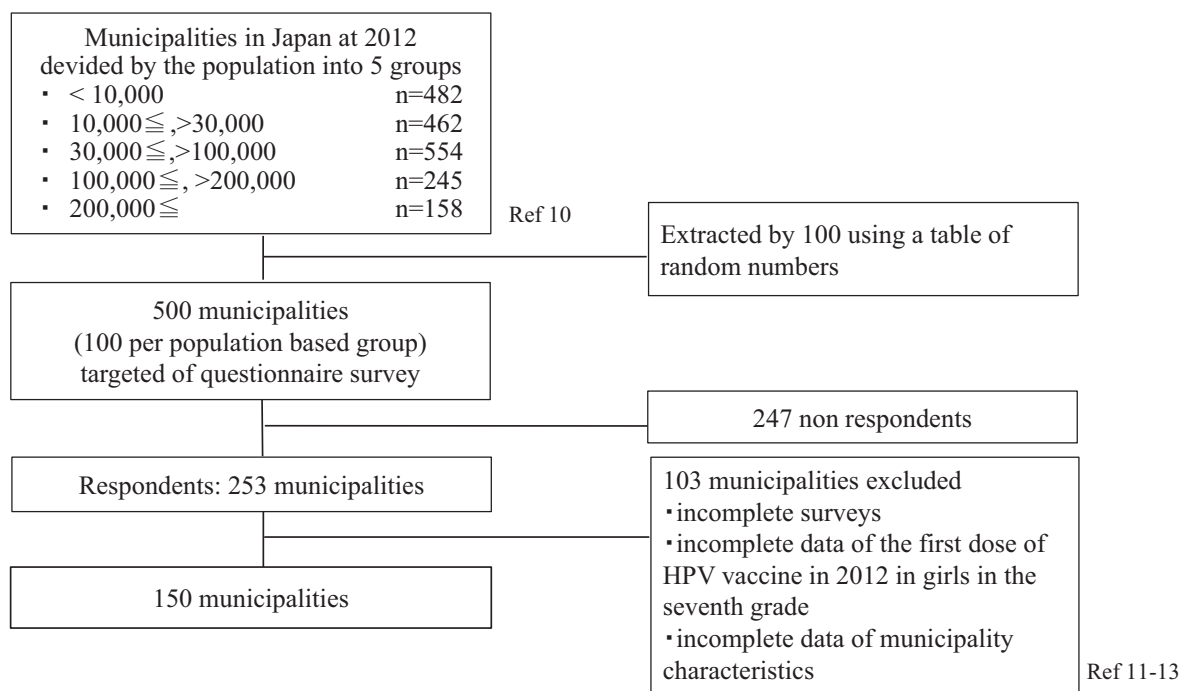 Municipalities in Japan at 2012
devided by the population into 5 groups
・ < 10,000 n=482
・ 10,000≦ ,>30,000 n=462
・ 30,000≦,>100,000 n=554
・ 100,000≦, >200,000 n=245
・ 200,000≦ n=158
Ref 10
Extracted by 100 using a table of
random numbers
500 municipalities
(100 per population based group)
targeted of questionnaire survey
247 non respondents
Respondents: 253 municipalities
103 municipalities excluded
・incomplete surveys
・incomplete data of the first dose of
HPV vaccine in 2012 in girls in the
seventh grade
・incomplete data of municipality
characteristics
Ref 11-13
150 municipalities